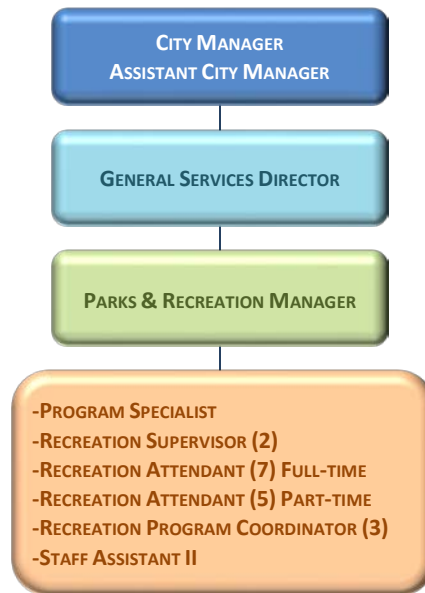 CITY MANAGER
ASSISTANT CITY MANAGER
GENERAL SERVICES DIRECTOR
PARKS & RECREATION MANAGER
-PROGRAM SPECIALIST
-RECREATION SUPERVISOR (2)
-RECREATION ATTENDANT (7) FULL-TIME
-RECREATION ATTENDANT (5) PART-TIME
-RECREATION PROGRAM COORDINATOR (3)
-STAFF ASSISTANT II